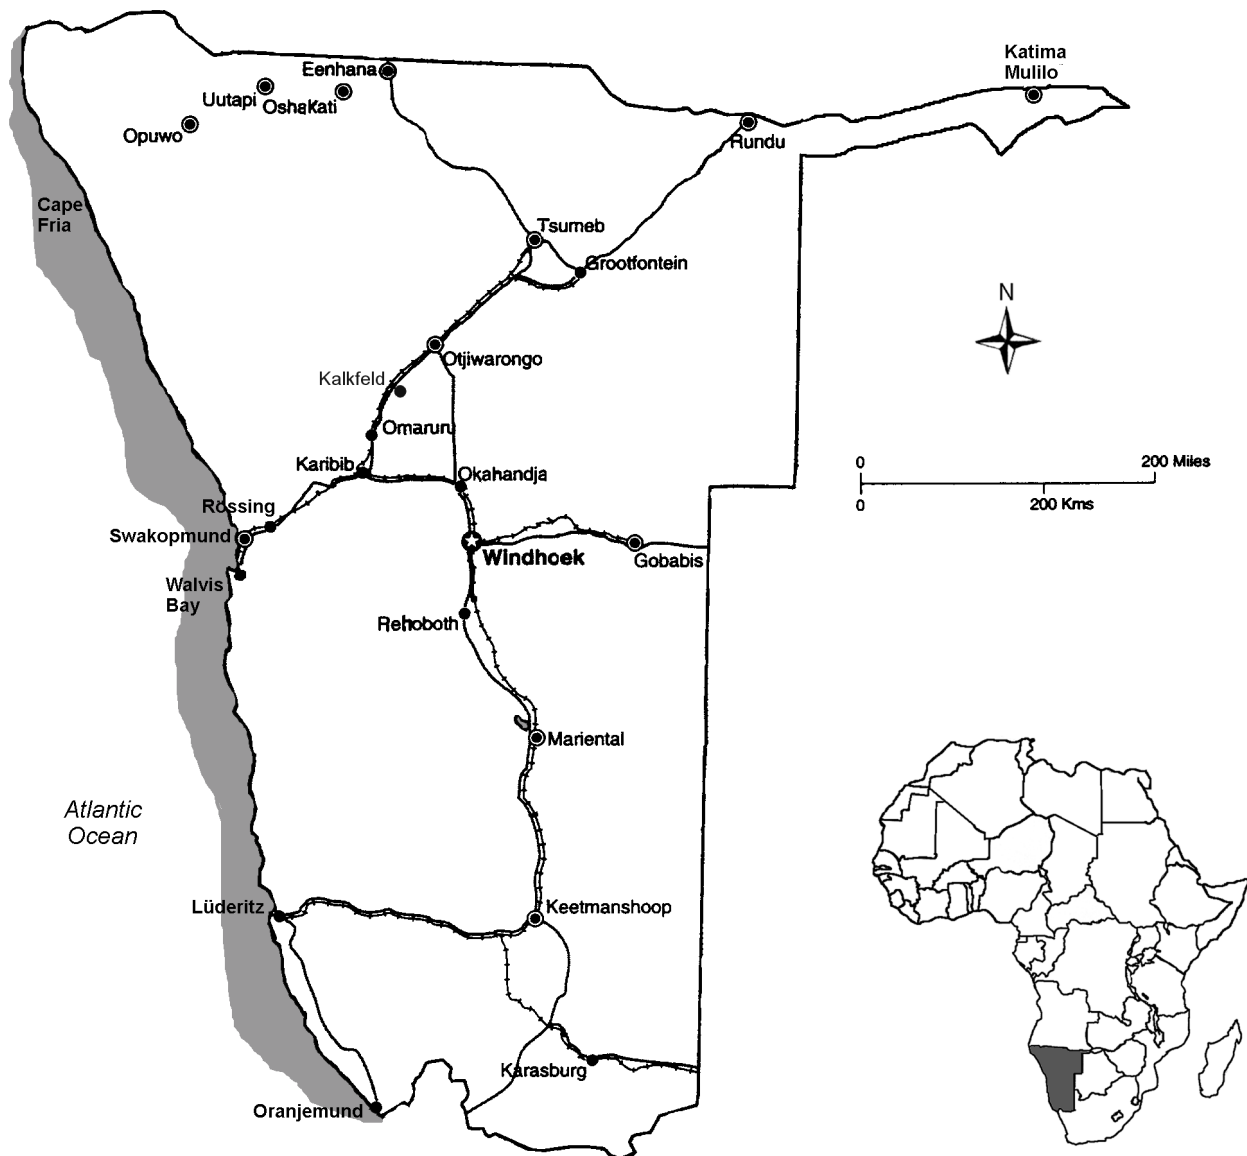 Katima
Mulilo
Eenhana
Uutapi
Oshakati
Opuwo
Rundu
Cape
Fria
Tsumeb
Grootfontein
N
Otjiwarongo
Kalkfeld
Omaruru
Karibib
Okahandja
0
200 Miles
0
200 Kms
Rössing
Swakopmund
Windhoek
Gobabis
Walvis
Bay
Rehoboth
Mariental
Atlantic
Ocean
Lüderitz
Keetmanshoop
Karasburg
Oranjemund